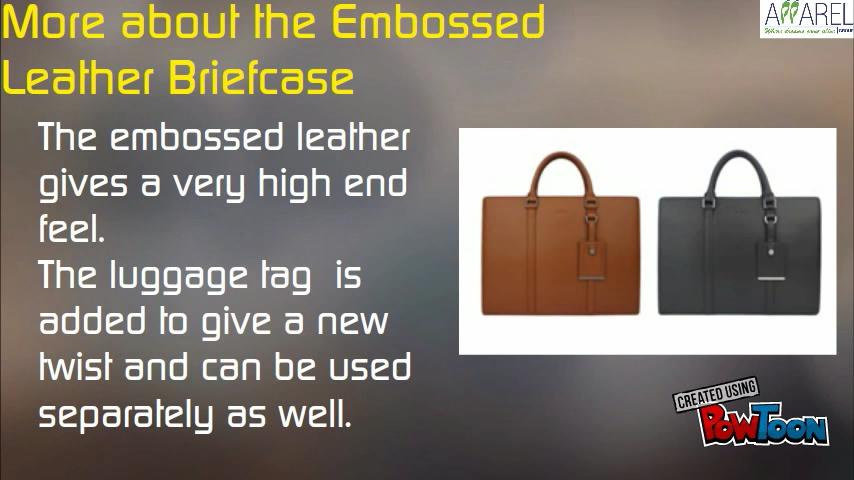 More about the Embossed
Leather Briefcase
APPAREL
The embossed leather
gives a very high end
feel.
The luggage tag is
added to give a new
twist and can be used
separately as well.
CREATED USING
POWTOON